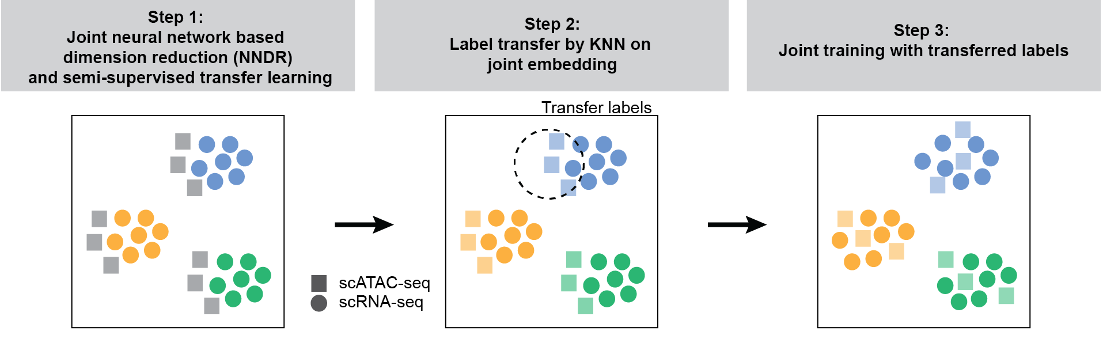 Step 1:
Joint neural network based
dimension reduction (NNDR)
and semi-supervised transfer learning
Step 2:
Label transfer by KNN on
joint embedding
Step 3:
Joint training with transferred labels
Transfer labels
scATAC-seq
scRNA-seq